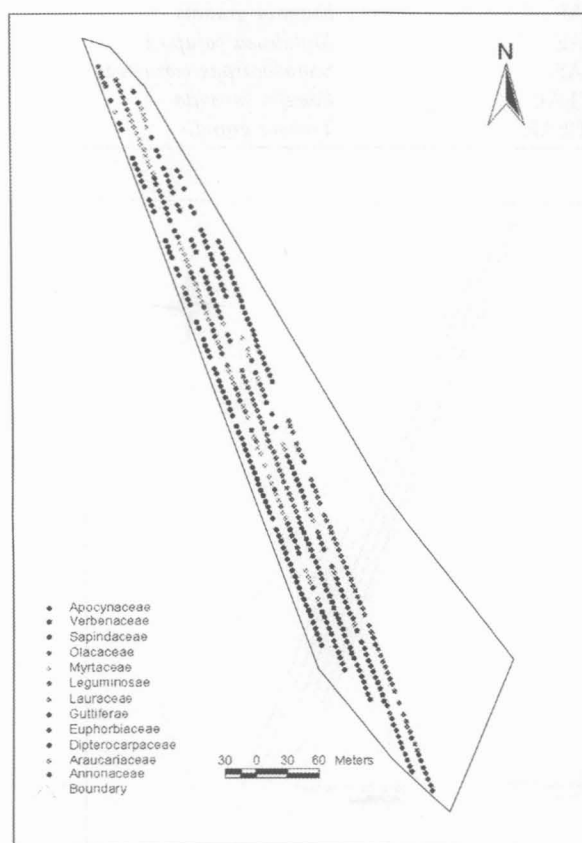 N
Apocynaceae
Verbenaceae
Sapindaceae
Olacaceae
Myrtaceae
Leguminosae
Lauraceae
Guttiferae
Euphorbiaceae
Dipterocarpaceae
Araucariaceae
Annonaceae
Boundary
30 0 30 60 Meters